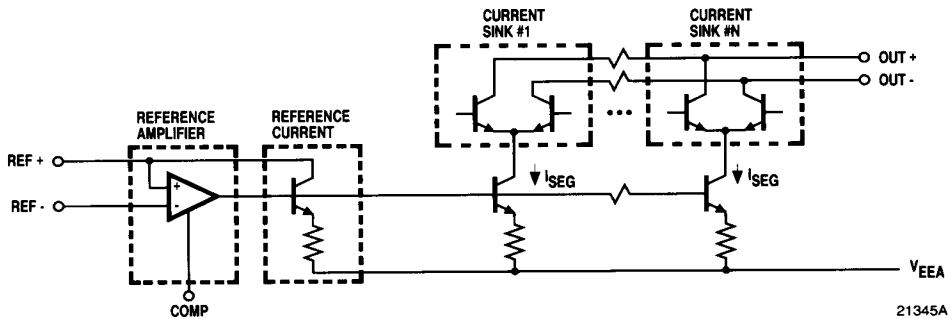 CURRENT
SINK #1
CURRENT
SINK #N
OUT +
OUT -
REFERENCE
AMPLIFIER
REFERENCE
CURRENT
•••
REF +
+
REF -
-
I_SEG
I_SEG
V_EEA
COMP
21345A